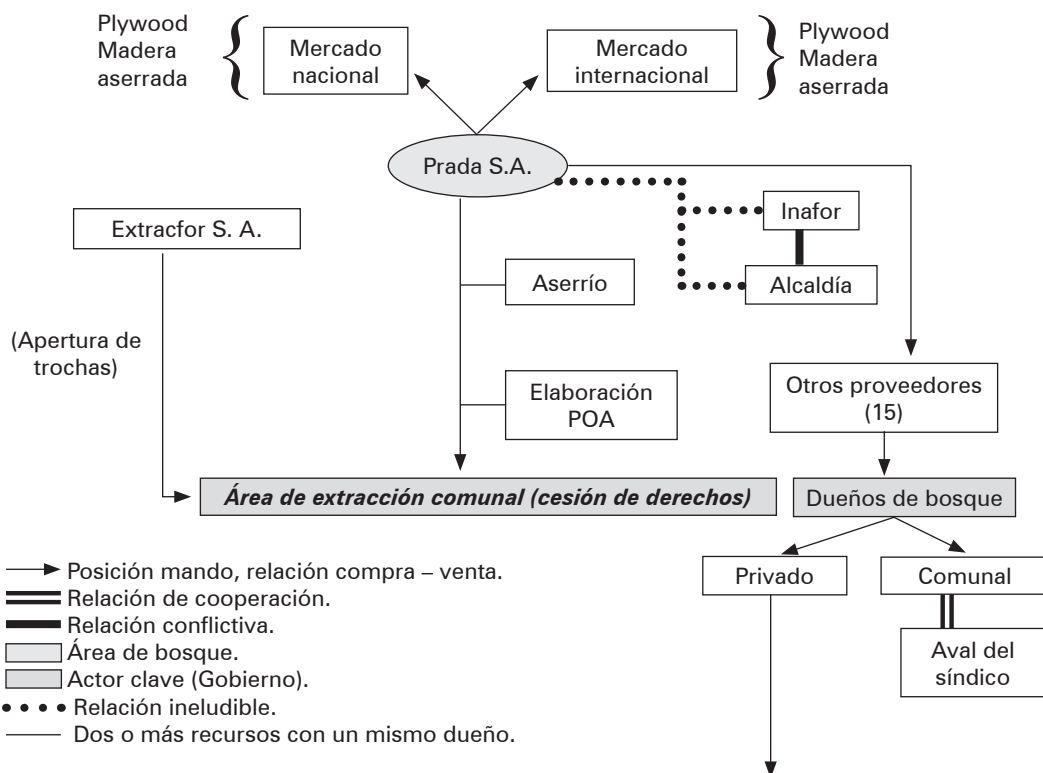 Plywood
Madera
aserrada
Mercado
nacional
Mercado
internacional
Plywood
Madera
aserrada
Prada S.A.
Extracfor S. A.
Inafor
Aserrío
Alcaldía
(Apertura de
trochas)
Elaboración
POA
Otros proveedores
(15)
Área de extracción comunal (cesión de derechos)
Dueños de bosque
Privado
Comunal
Aval del
síndico
Posición mando, relación compra – venta.
Relación de cooperación.
Relación conflictiva.
Área de bosque.
Actor clave (Gobierno).
Relación ineludible.
Dos o más recursos con un mismo dueño.